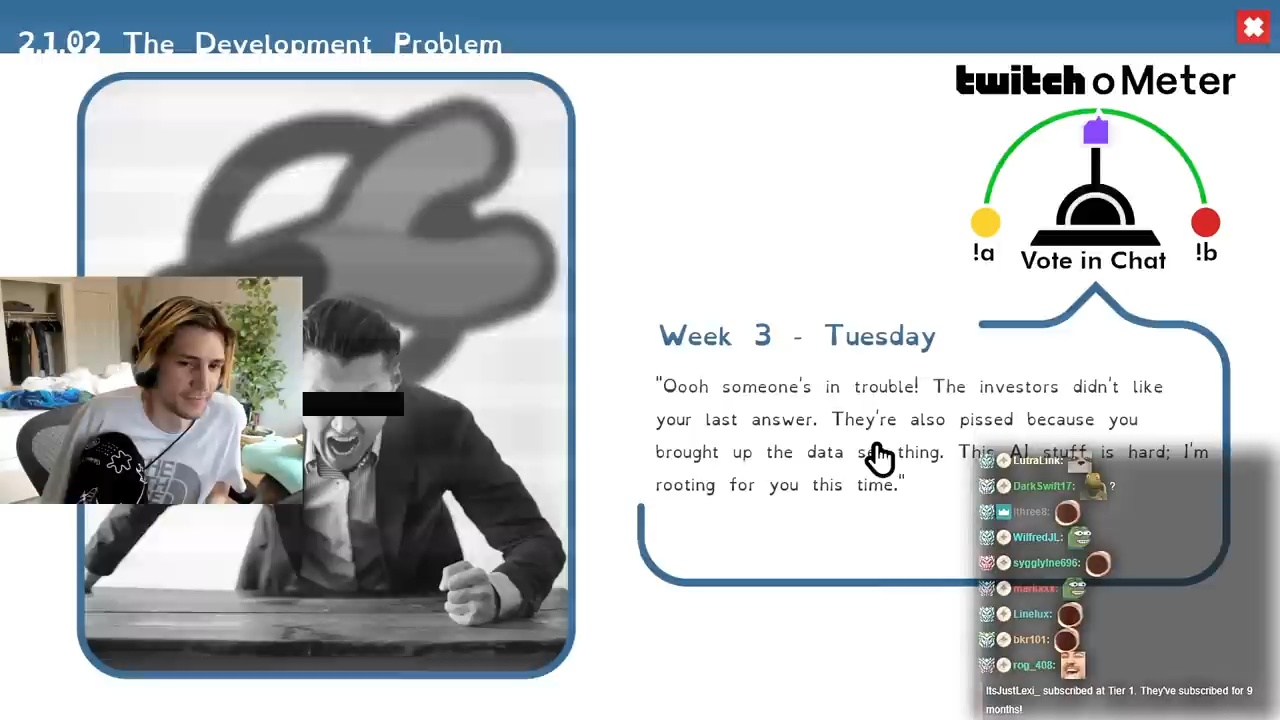 2.1.02 The Development Problem
twitch o Meter
!a
Vote in Chat
!b
Week 3 - Tuesday
"Oooh someone's in trouble! The investors didn't like
your last answer. They're also pissed because you
brought up the data thing. This AI stuff is hard; I'm
rooting for you this time."
LutraLink:
DarkSwift17: ?
lthree8:
WilfredJL:
sygglylne696:
Linelux:
bkr101:
rog_408:
ItsJustLexi_ subscribed at Tier 1. They've subscribed for 9
months!